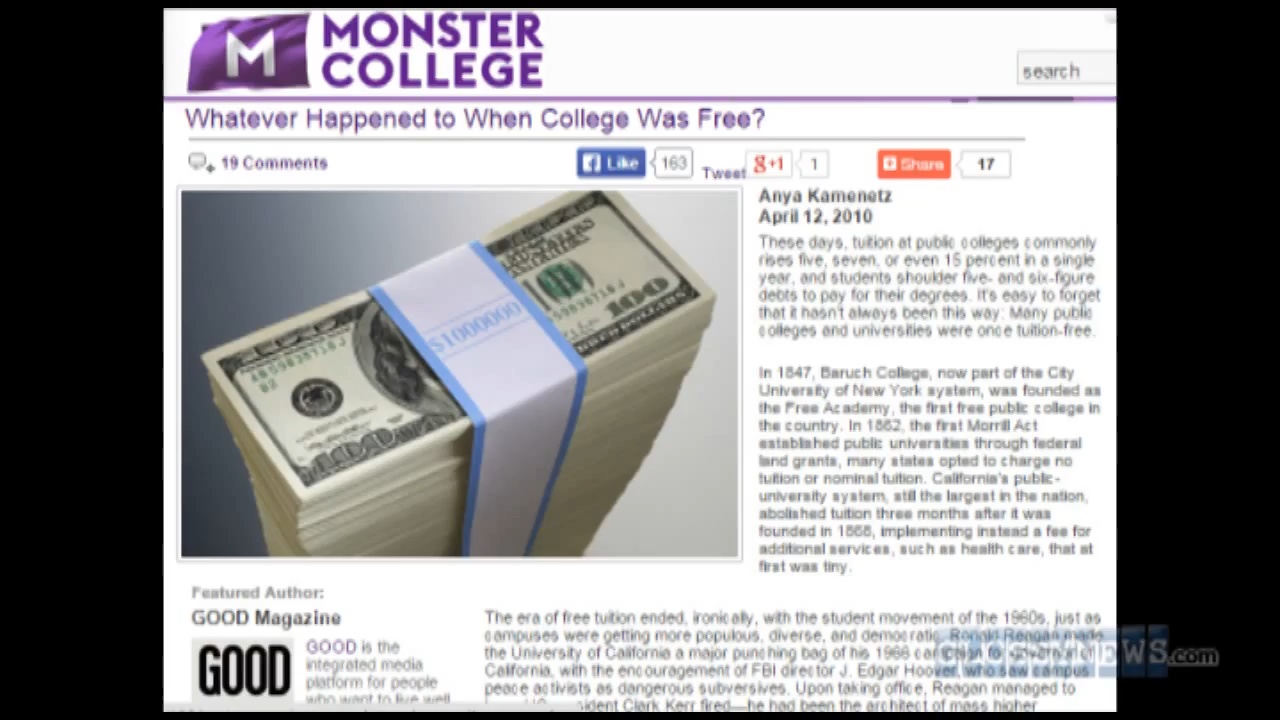 M MONSTER
COLLEGE
search
Whatever Happened to When College Was Free?
19 Comments
Like 163 Tweet g+1 1 Share 17
$1000000
100
Anya Kamenetz
April 12, 2010
These days, tuition at public colleges commonly
rises five, seven, or even 15 percent in a single
year, and students shoulder five- and six-figure
debts to pay for their degrees. It's easy to forget
that it hasn't always been this way: Many public
colleges and universities were once tuition-free.
In 1847, Baruch College, now part of the City
University of New York system, was founded as
the Free Academy, the first free public college in
the country. In 1862, the first Morrill Act
established public universities through federal
land grants, many states opted to charge no
tuition or nominal tuition. California's public-
university system, still the largest in the nation,
abolished tuition three months after it was
founded in 1868, implementing instead a fee for
additional services, such as health care, that at
first was tiny.
Featured Author:
GOOD Magazine
GOOD
GOOD is the
integrated media
platform for people
who want to live well
The era of free tuition ended, ironically, with the student movement of the 1960s, just as
campuses were getting more populous, diverse, and democratic. Ronald Reagan made
the University of California a major punching bag of his 1966
California, with the encouragement of FBI director J. Edgar Hoover, who saw campus
peace activists as dangerous subversives. Upon taking office, Reagan managed to
Clark Kerr fired—he had been the architect of mass higher
.com